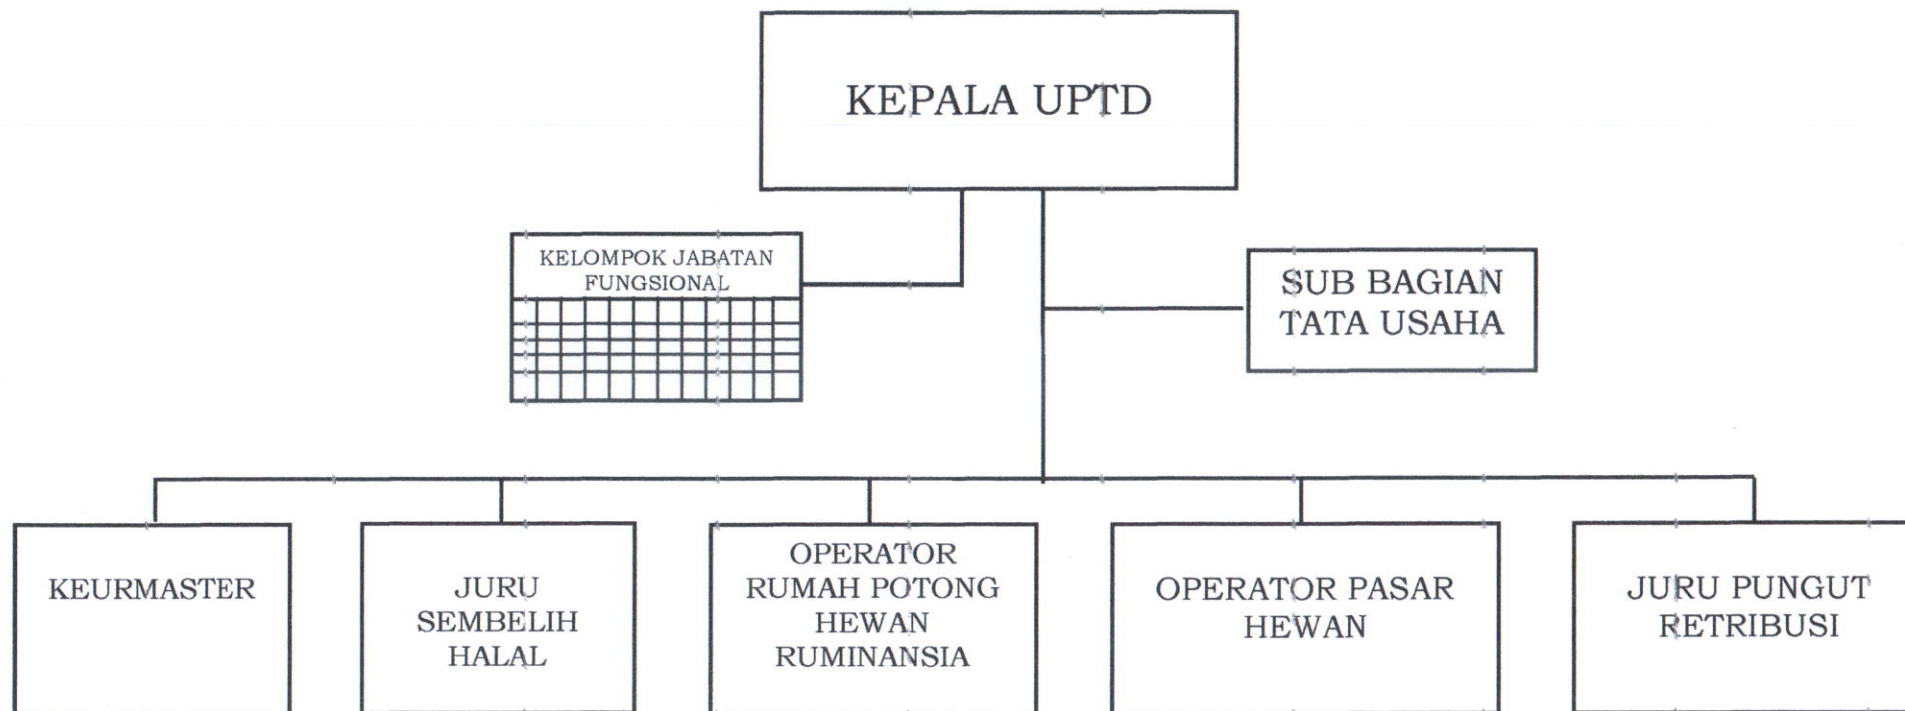 KEPALA UPTD
KELOMPOK JABATAN
FUNGSIONAL
SUB BAGIAN
TATA USAHA
KEURMASTER
JURU
SEMBELIH
HALAL
OPERATOR
RUMAH POTONG
HEWAN
RUMINANSIA
OPERATOR PASAR
HEWAN
JURU PUNGUT
RETRIBUSI